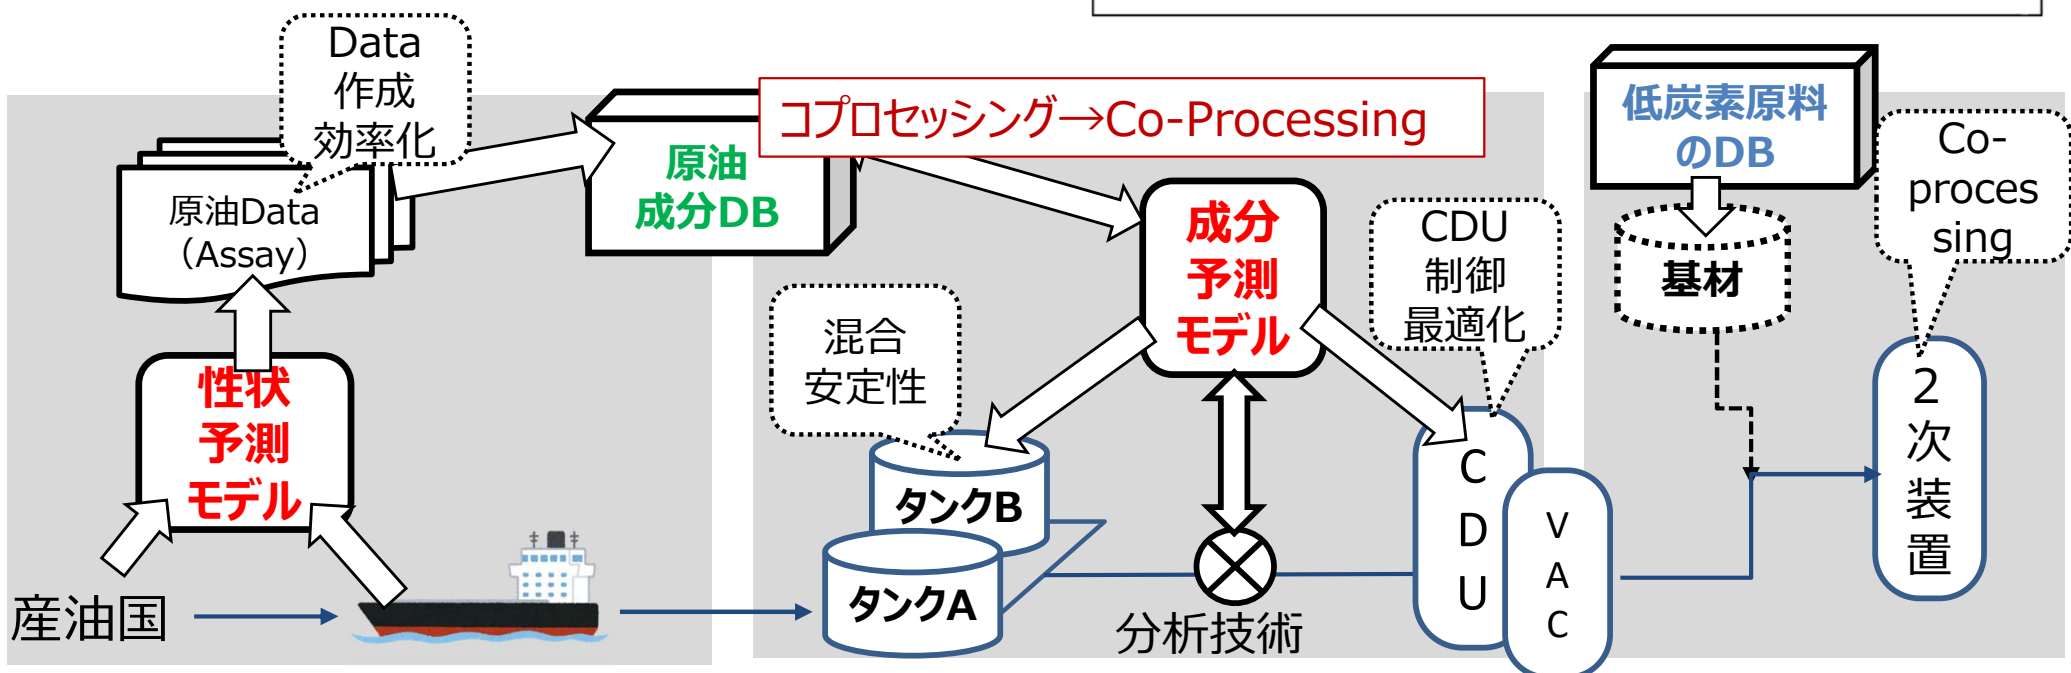 Data
作成
効率化
原油Data
（Assay）
性状
予測
モデル
産油国
原油
成分DB
コプロセッシング→Co-Processing
成分
予測
モデル
混合
安定性
タンクB
タンクA
分析技術
CDU
制御
最適化
C
D
U
V
A
C
低炭素原料
のDB
基材
Co-
proces
sing
２
次
装
置